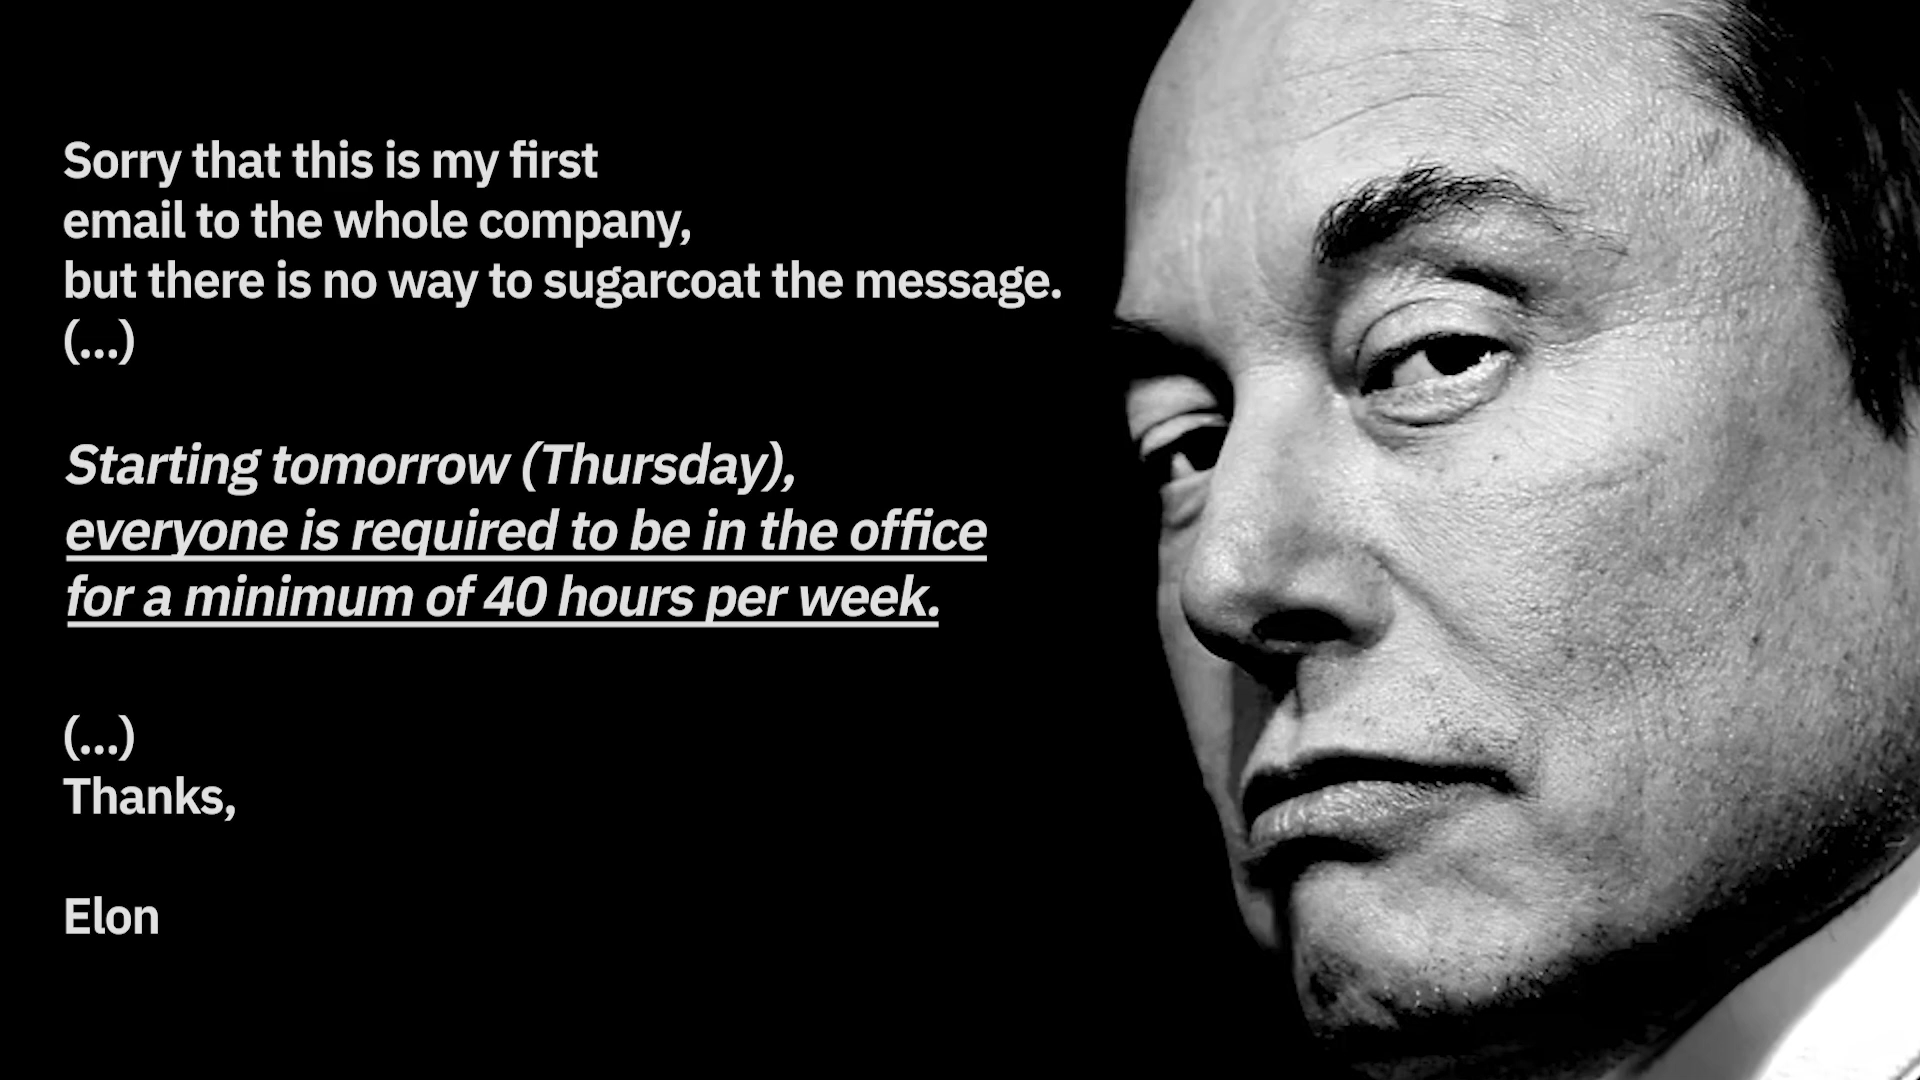 Sorry that this is my first
email to the whole company,
but there is no way to sugarcoat the message.
(...)
Starting tomorrow (Thursday),
everyone is required to be in the office
for a minimum of 40 hours per week.
(...)
Thanks,
Elon